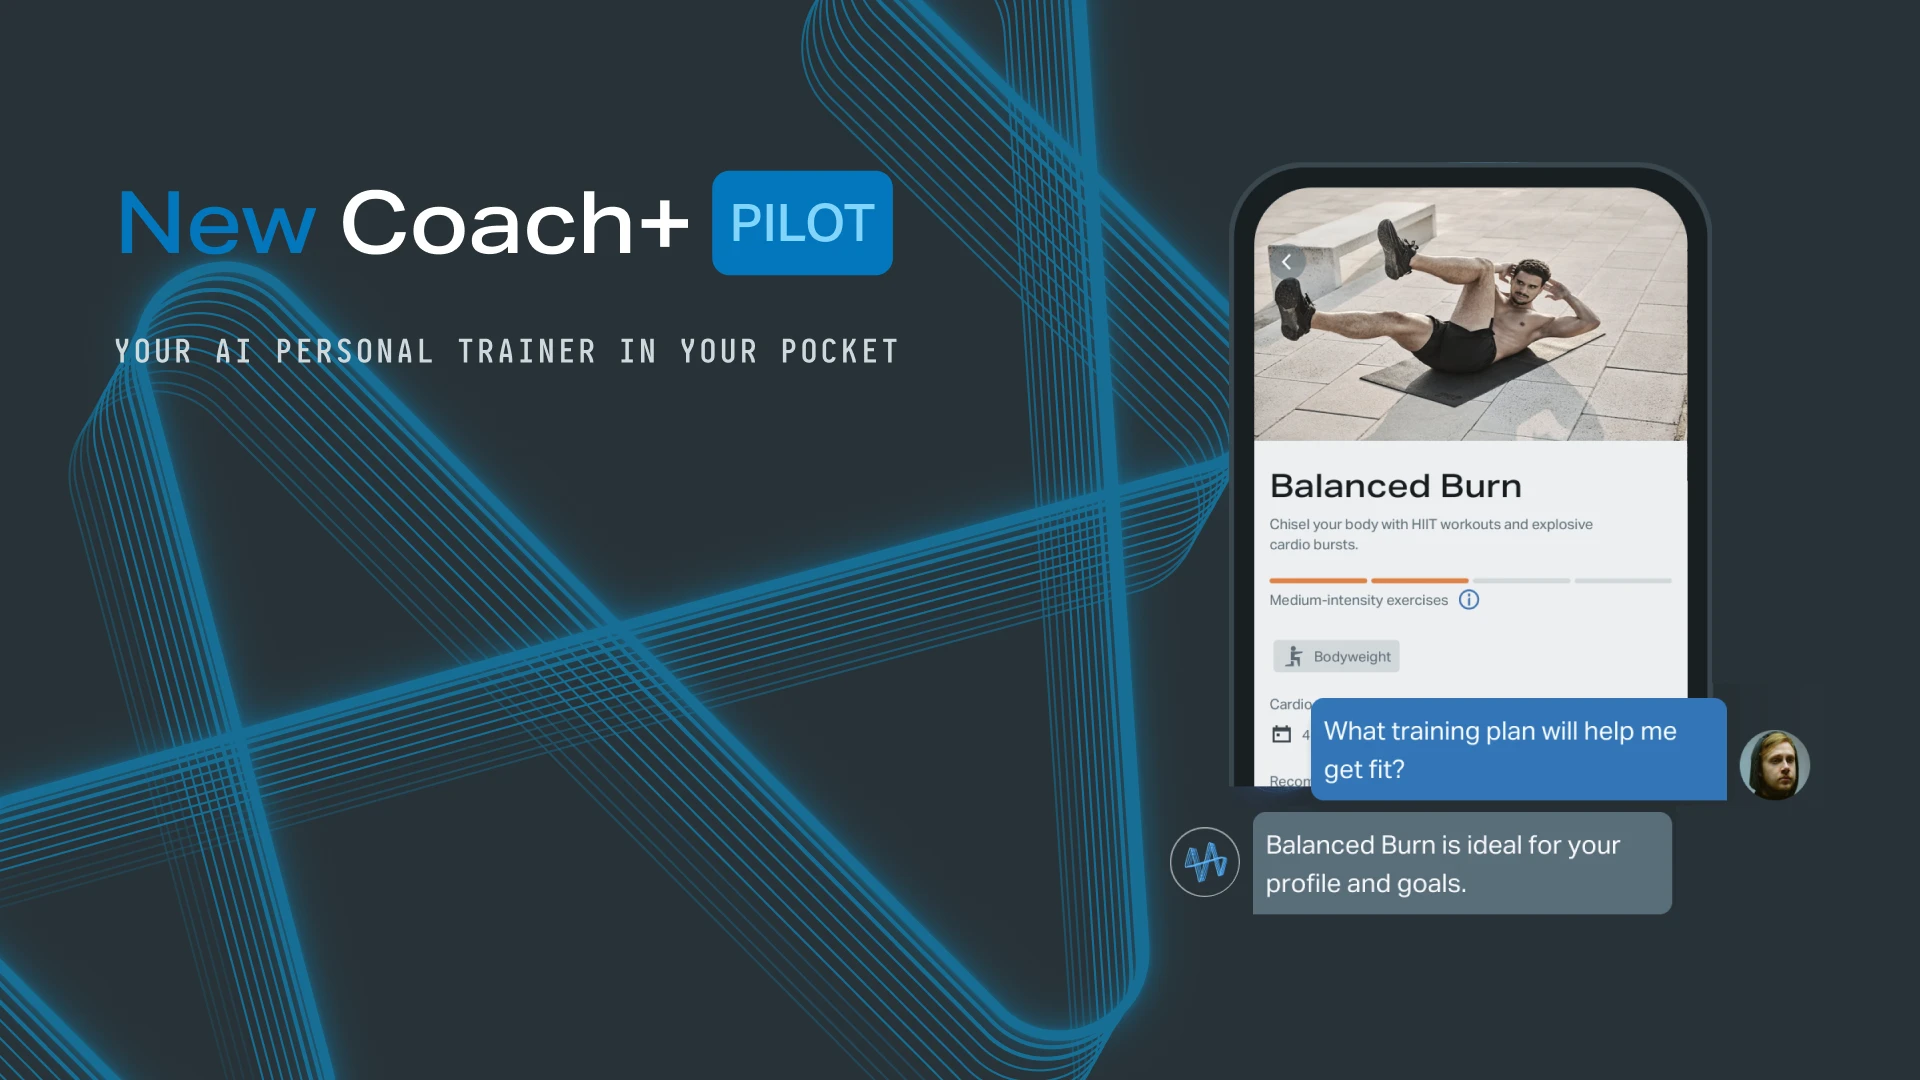 New Coach+ PILOT
YOUR AI PERSONAL TRAINER IN YOUR POCKET
Balanced Burn
Chisel your body with HIIT workouts and explosive
cardio bursts.
Medium-intensity exercises
Bodyweight
Cardio
4
What training plan will help me
get fit?
Balanced Burn is ideal for your
profile and goals.